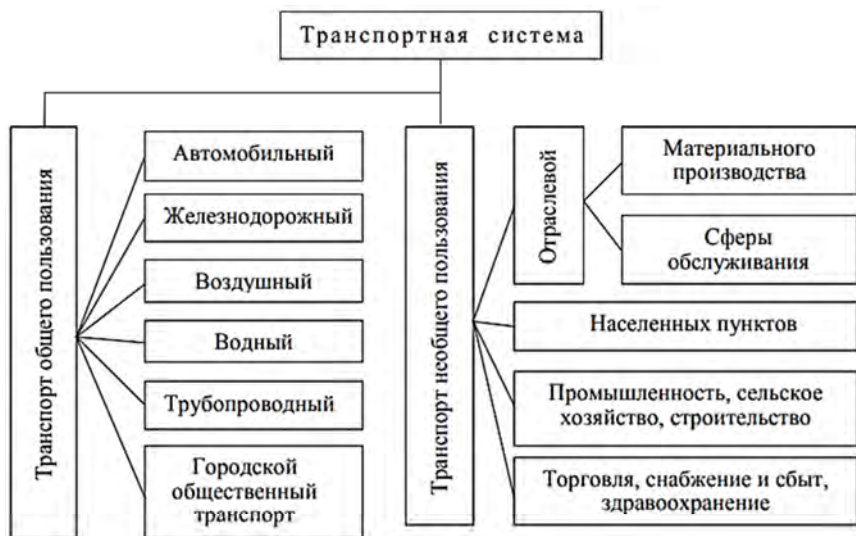 Транспортная система
Транспорт общего пользования
Автомобильный
Железнодорожный
Воздушный
Водный
Трубопроводный
Городской
общественный
транспорт
Транспорт необщего пользования
Отраслевой
Материального
производства
Сферы
обслуживания
Населенных пунктов
Промышленность, сельское
хозяйство, строительство
Торговля, снабжение и сбыт,
здравоохранение